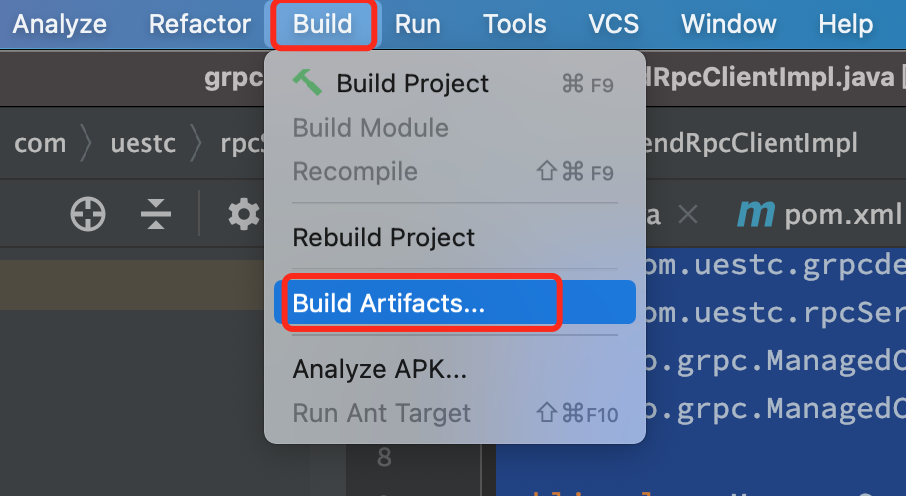 Analyze Refactor Build Run Tools VCS Window Help
grpc RpcClientImpl.java
Build Project ⌘ F9
com uestc rpc endRpcClientImpl
Build Module
Recompile ⇧⌘ F9
a × m pom.xml
Rebuild Project
om.uestc.grpcde
Build Artifacts...
om.uestc.rpcSer
o.grpc.ManagedC
Analyze APK...
o.grpc.ManagedC
Run Ant Target ⇧⌘F10
8